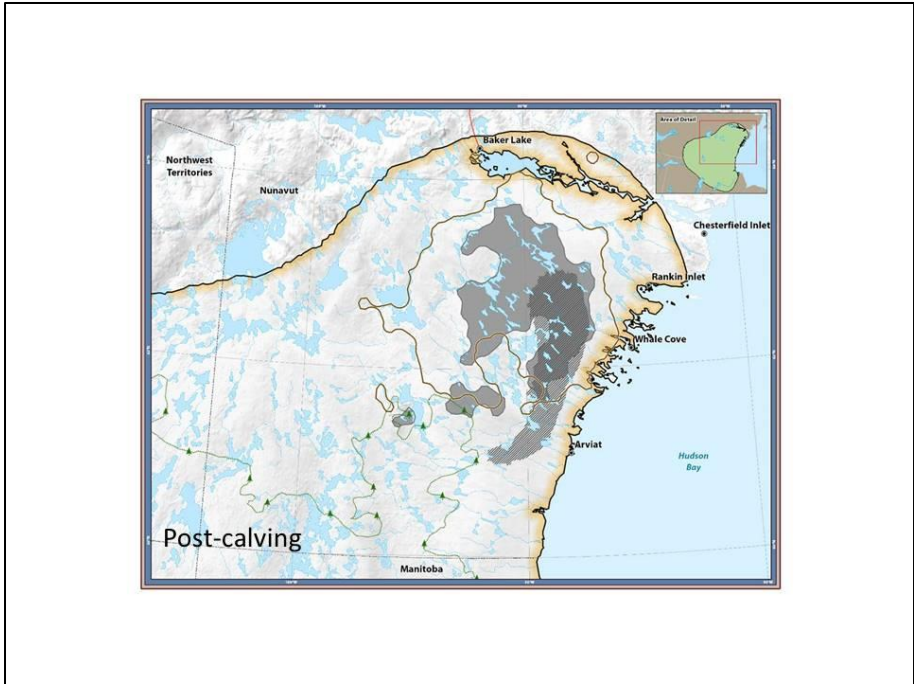 Area of Detail
Baker Lake
Northwest
Territories
Nunavut
Chesterfield Inlet
Rankin Inlet
Whale Cove
Arviat
Hudson
Bay
Post-calving
Manitoba